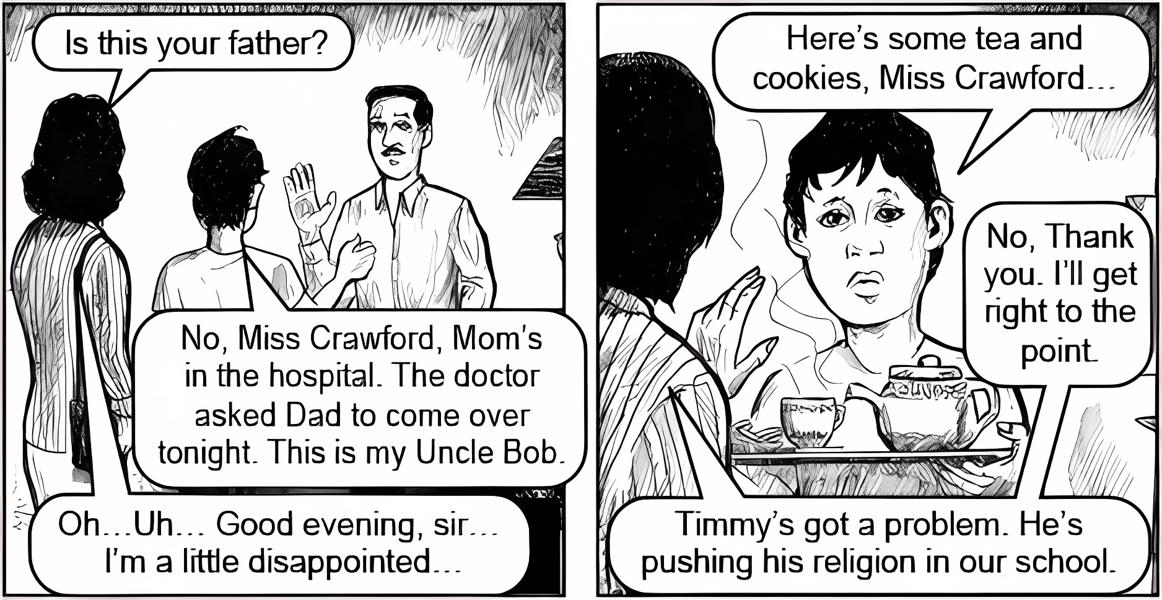 Is this your father?
No, Miss Crawford, Mom's
in the hospital. The doctor
asked Dad to come over
tonight. This is my Uncle Bob.
Oh...Uh... Good evening, sir...
I'm a little disappointed...
Here's some tea and
cookies, Miss Crawford...
No, Thank
you. I'll get
right to the
point.
Timmy's got a problem. He's
pushing his religion in our school.